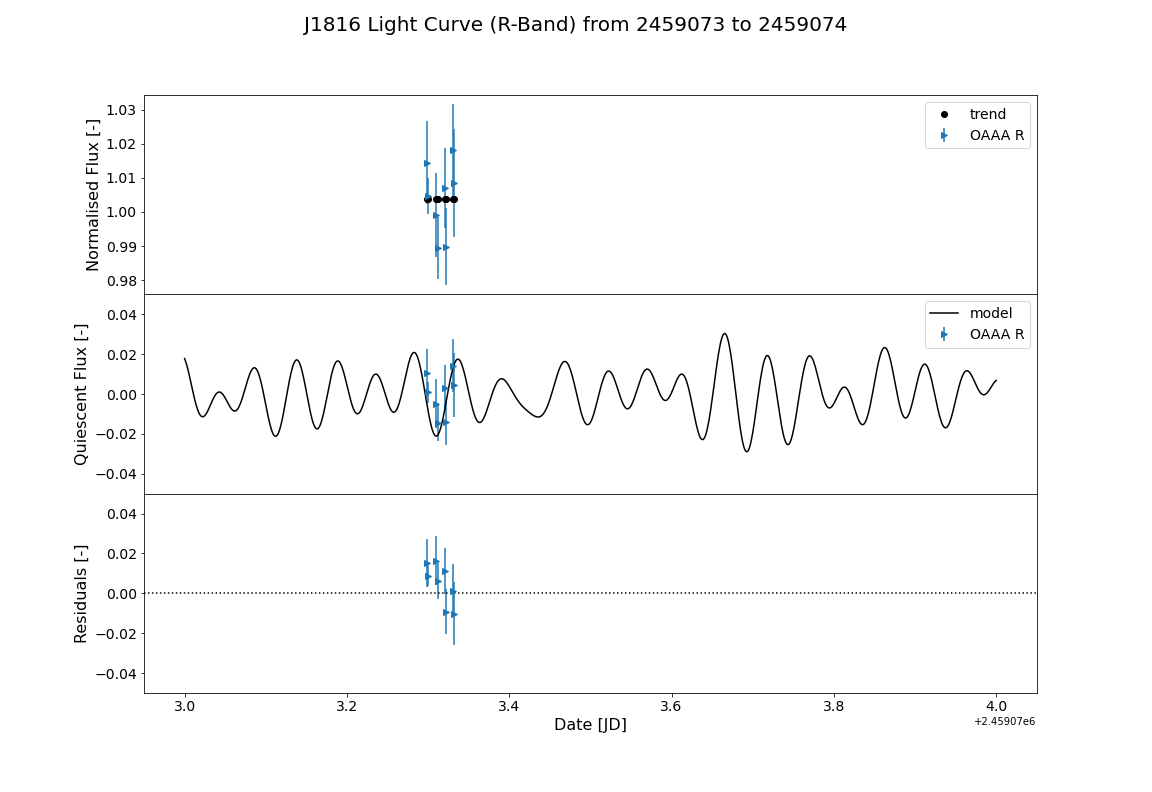 J1816 Light Curve (R-Band) from 2459073 to 2459074
1.03
1.02
1.01
1.00
0.99
0.98
Normalised Flux [-]
trend
OAAA R
0.04
0.02
0.00
−0.02
−0.04
Quiescent Flux [-]
model
OAAA R
0.04
0.02
0.00
−0.02
−0.04
Residuals [-]
3.0 3.2 3.4 3.6 3.8 4.0
+2.45907e6
Date [JD]